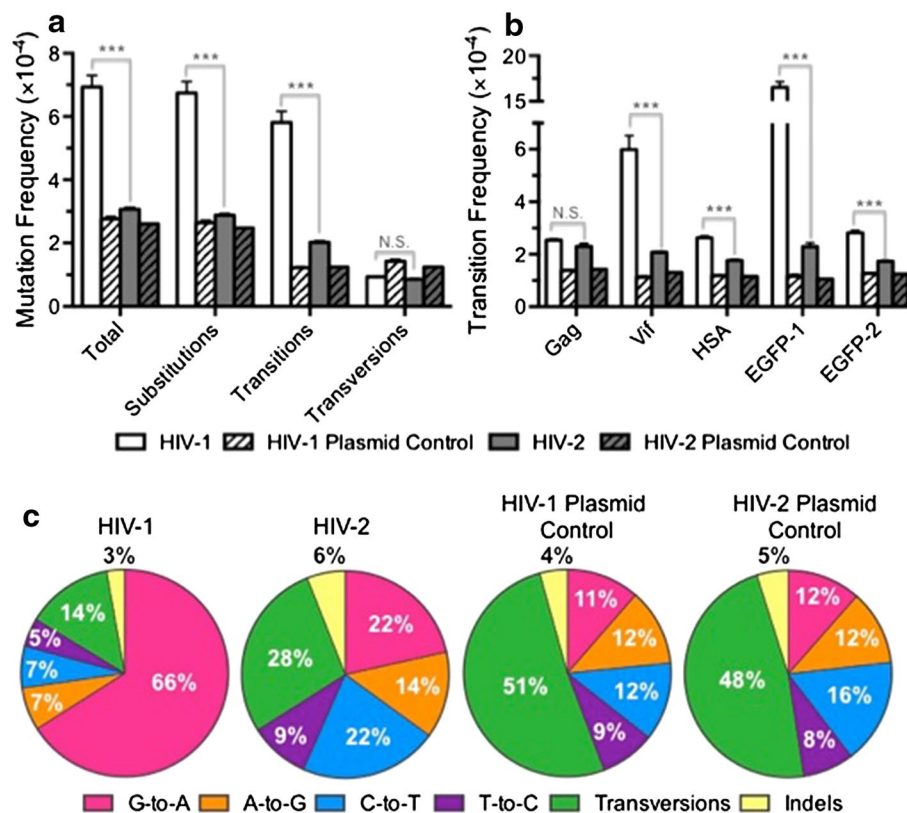 a
Mutation Frequency (×10⁻⁴)
8
6
4
2
0
***
***
***
N.S.
Total
Substitutions
Transitions
Transversions
b
Transition Frequency (×10⁻⁴)
20
15
6
4
2
0
N.S.
***
***
***
***
Gag
Vif
HSA
EGFP-1
EGFP-2
HIV-1 HIV-1 Plasmid Control HIV-2 HIV-2 Plasmid Control
c
HIV-1
3%
14%
5%
7%
7%
66%
HIV-2
6%
22%
28%
14%
9%
22%
HIV-1 Plasmid
Control
4%
11%
12%
51%
12%
9%
HIV-2 Plasmid
Control
5%
12%
12%
48%
16%
8%
G-to-A A-to-G C-to-T T-to-C Transversions Indels